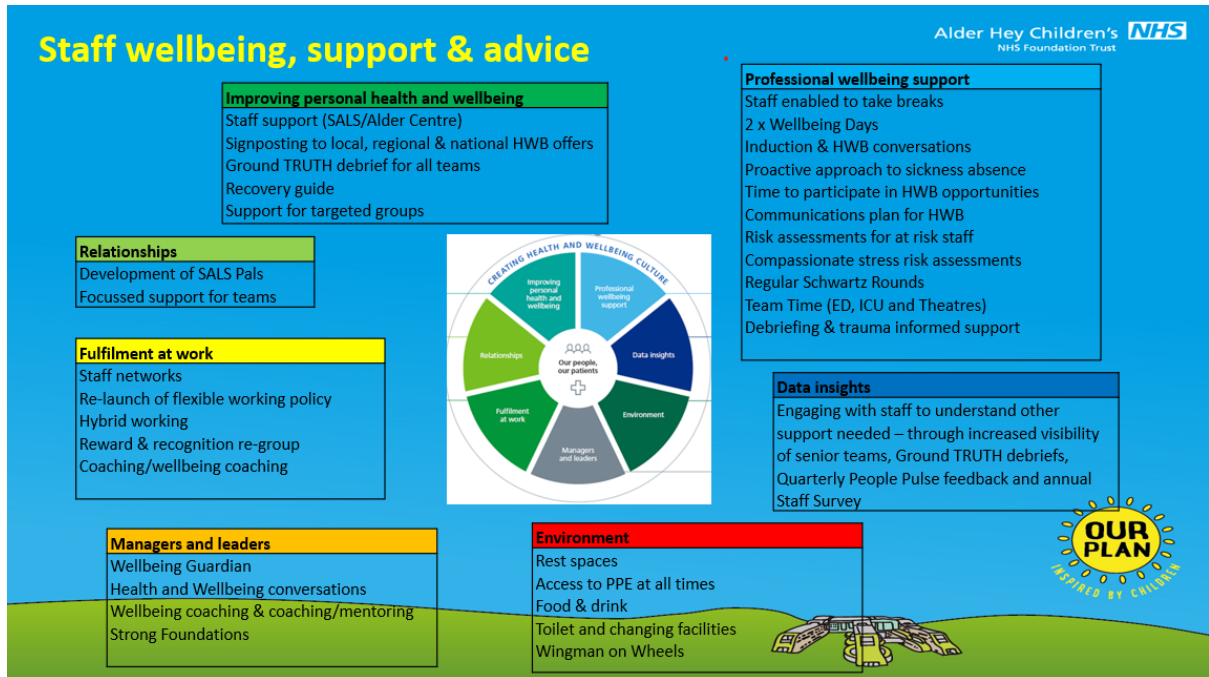 Staff wellbeing, support & advice
Alder Hey Children's NHS
NHS Foundation Trust
Improving personal health and wellbeing
Staff support (SALS/Alder Centre)
Signposting to local, regional & national HWB offers
Ground TRUTH debrief for all teams
Recovery guide
Support for targeted groups
Professional wellbeing support
Staff enabled to take breaks
2 x Wellbeing Days
Induction & HWB conversations
Proactive approach to sickness absence
Time to participate in HWB opportunities
Communications plan for HWB
Risk assessments for at risk staff
Compassionate stress risk assessments
Regular Schwartz Rounds
Team Time (ED, ICU and Theatres)
Debriefing & trauma informed support
Relationships
Development of SALS Pals
Focussed support for teams
CREATING HEALTH AND WELLBEING CULTURE
Improving
personal
health and
wellbeing
Professional
wellbeing
support
Relationships
Data insights
Our people,
our patients
Fulfilment
at work
Environment
Managers
and leaders
Fulfilment at work
Staff networks
Re-launch of flexible working policy
Hybrid working
Reward & recognition re-group
Coaching/wellbeing coaching
Data insights
Engaging with staff to understand other
support needed – through increased visibility
of senior teams, Ground TRUTH debriefs,
Quarterly People Pulse feedback and annual
Staff Survey
Managers and leaders
Wellbeing Guardian
Health and Wellbeing conversations
Wellbeing coaching & coaching/mentoring
Strong Foundations
Environment
Rest spaces
Access to PPE at all times
Food & drink
Toilet and changing facilities
Wingman on Wheels
OUR
PLAN
INSPIRED BY CHILDREN